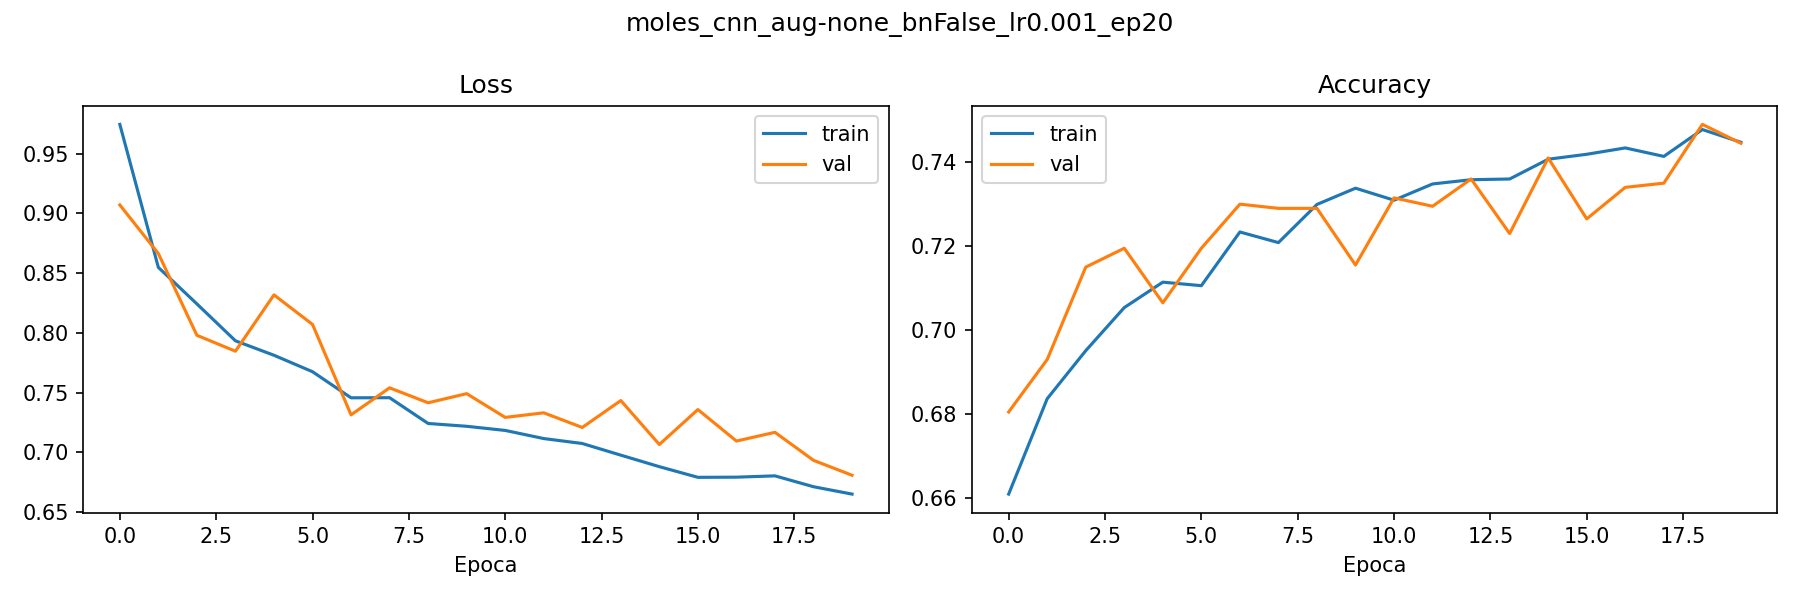 moles_cnn_aug-none_bnFalse_lr0.001_ep20
Loss
train
val
0.95
0.90
0.85
0.80
0.75
0.70
0.65
0.0 2.5 5.0 7.5 10.0 12.5 15.0 17.5
Epoca
Accuracy
train
val
0.74
0.72
0.70
0.68
0.66
0.0 2.5 5.0 7.5 10.0 12.5 15.0 17.5
Epoca